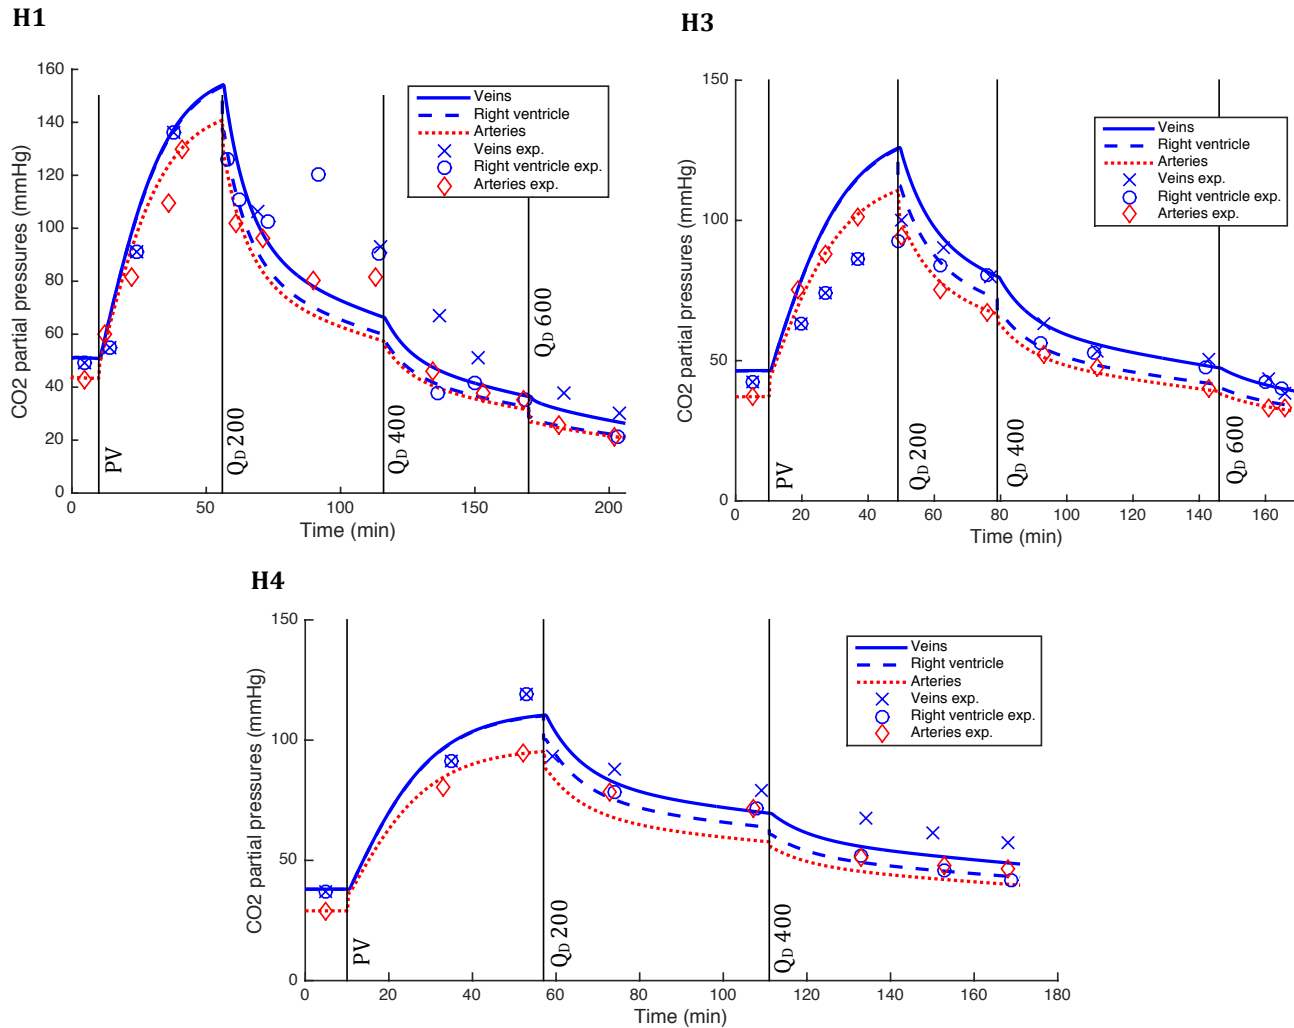 H1
160
140
120
100
80
60
40
20
0
CO2 partial pressures (mmHg)
0
50
100
150
200
Time (min)
PV
QD 200
QD 400
QD 600
Veins
Right ventricle
Arteries
Veins exp.
Right ventricle exp.
Arteries exp.
H3
150
100
50
0
CO2 partial pressures (mmHg)
0
20
40
60
80
100
120
140
160
Time (min)
PV
QD 200
QD 400
QD 600
Veins
Right ventricle
Arteries
Veins exp.
Right ventricle exp.
Arteries exp.
H4
150
100
50
0
CO2 partial pressures (mmHg)
0
20
40
60
80
100
120
140
160
180
Time (min)
PV
QD 200
QD 400
Veins
Right ventricle
Arteries
Veins exp.
Right ventricle exp.
Arteries exp.